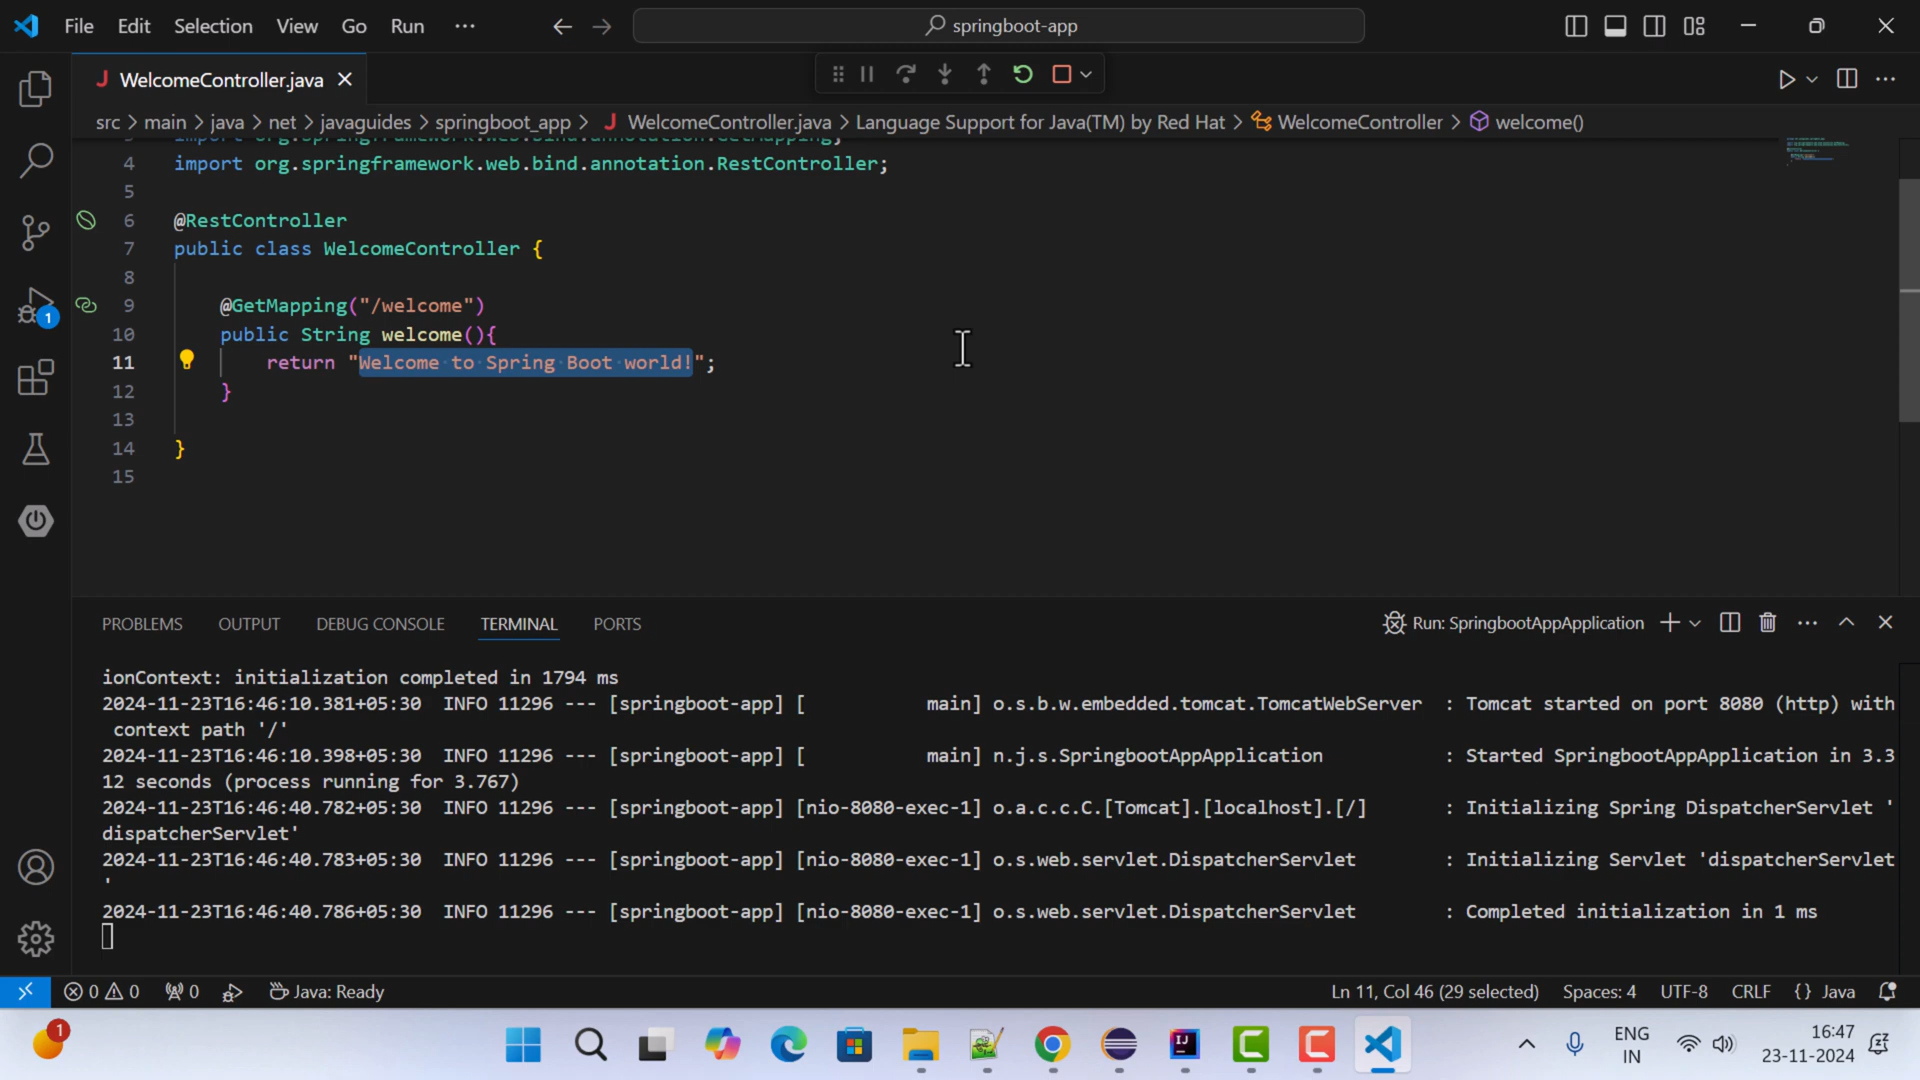 File Edit Selection View Go Run ··· springboot-app
J WelcomeController.java
src > main > java > net > javaguides > springboot_app > J WelcomeController.java > Language Support for Java(TM) by Red Hat > WelcomeController > welcome()
4 import org.springframework.web.bind.annotation.RestController;
5
6 @RestController
7 public class WelcomeController {
8
9 @GetMapping("/welcome")
10 public String welcome(){
11 return "Welcome to Spring Boot world!";
12 }
13
14 }
15
1
PROBLEMS OUTPUT DEBUG CONSOLE TERMINAL PORTS Run: SpringbootAppApplication
ionContext: initialization completed in 1794 ms
2024-11-23T16:46:10.381+05:30 INFO 11296 --- [springboot-app] [ main] o.s.b.w.embedded.tomcat.TomcatWebServer : Tomcat started on port 8080 (http) with
context path '/'
2024-11-23T16:46:10.398+05:30 INFO 11296 --- [springboot-app] [ main] n.j.s.SpringbootAppApplication : Started SpringbootAppApplication in 3.3
12 seconds (process running for 3.767)
2024-11-23T16:46:40.782+05:30 INFO 11296 --- [springboot-app] [nio-8080-exec-1] o.a.c.c.C.[Tomcat].[localhost].[/] : Initializing Spring DispatcherServlet '
dispatcherServlet'
2024-11-23T16:46:40.783+05:30 INFO 11296 --- [springboot-app] [nio-8080-exec-1] o.s.web.servlet.DispatcherServlet : Initializing Servlet 'dispatcherServlet
'
2024-11-23T16:46:40.786+05:30 INFO 11296 --- [springboot-app] [nio-8080-exec-1] o.s.web.servlet.DispatcherServlet : Completed initialization in 1 ms
0 0 0 Java: Ready Ln 11, Col 46 (29 selected) Spaces: 4 UTF-8 CRLF {} Java
1 ENG 16:47
IN 23-11-2024